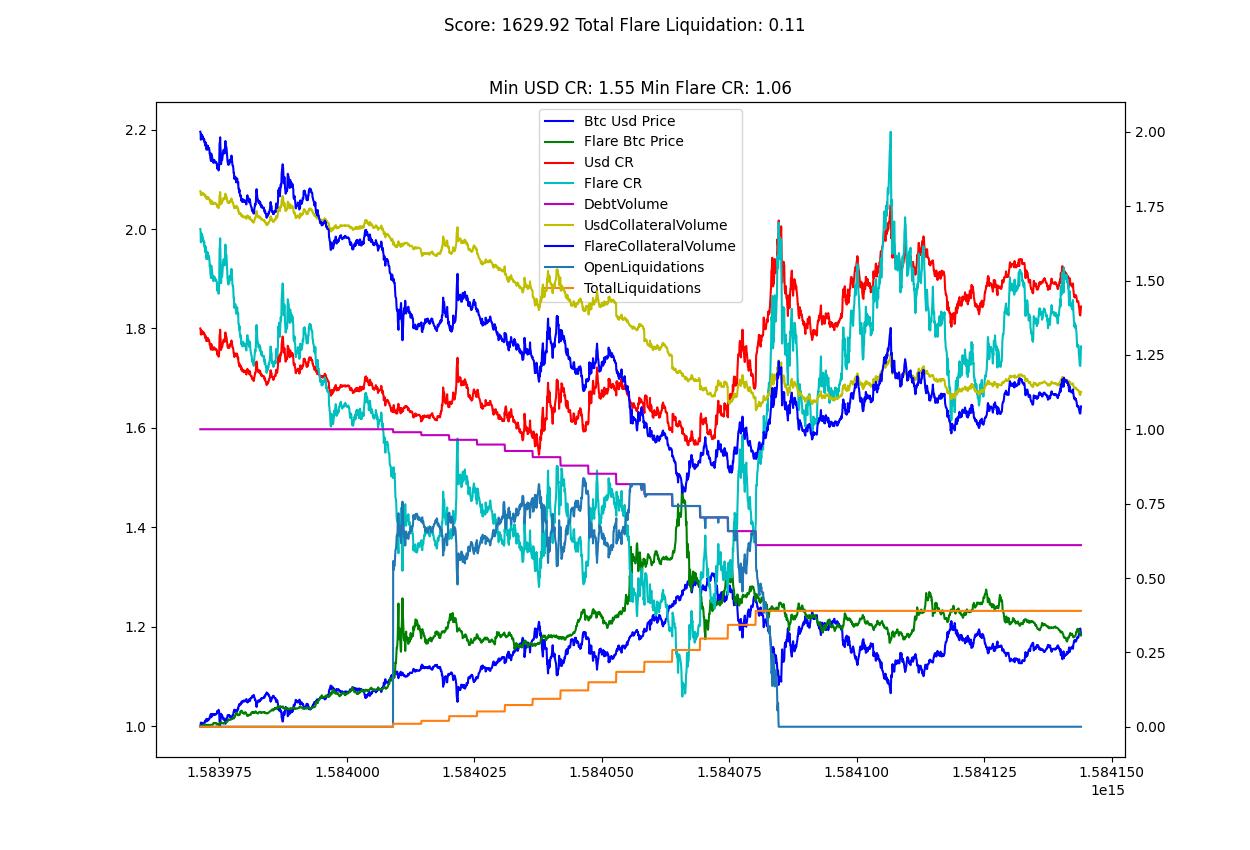 Score: 1629.92 Total Flare Liquidation: 0.11
Min USD CR: 1.55 Min Flare CR: 1.06
Btc Usd Price
Flare Btc Price
Usd CR
Flare CR
DebtVolume
UsdCollateralVolume
FlareCollateralVolume
OpenLiquidations
TotalLiquidations
2.2
2.0
1.8
1.6
1.4
1.2
1.0
2.00
1.75
1.50
1.25
1.00
0.75
0.50
0.25
0.00
1.583975 1.584000 1.584025 1.584050 1.584075 1.584100 1.584125 1.584150
1e15